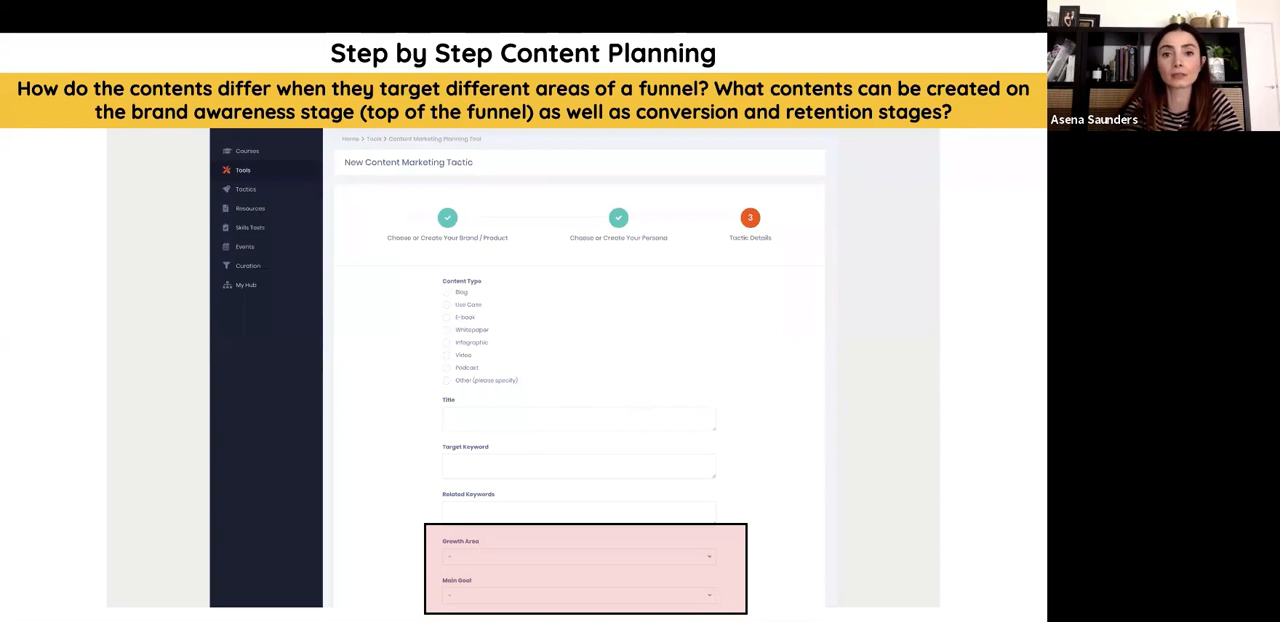 Step by Step Content Planning
How do the contents differ when they target different areas of a funnel? What contents can be created on
the brand awareness stage (top of the funnel) as well as conversion and retention stages?
Asena Saunders
Home > Tools > Content Marketing Planning Tool
New Content Marketing Tactic
Courses
Tools
Tactics
Resources
Skills Tests
Events
Curation
My Hub
3
Choose or Create Your Brand / Product
Choose or Create Your Persona
Tactic Details
Content Type
Blog
Use Case
E-book
Whitepaper
Infographic
Video
Podcast
Other (please specify)
Title
Target Keyword
Related Keywords
Growth Area
-
Main Goal
-